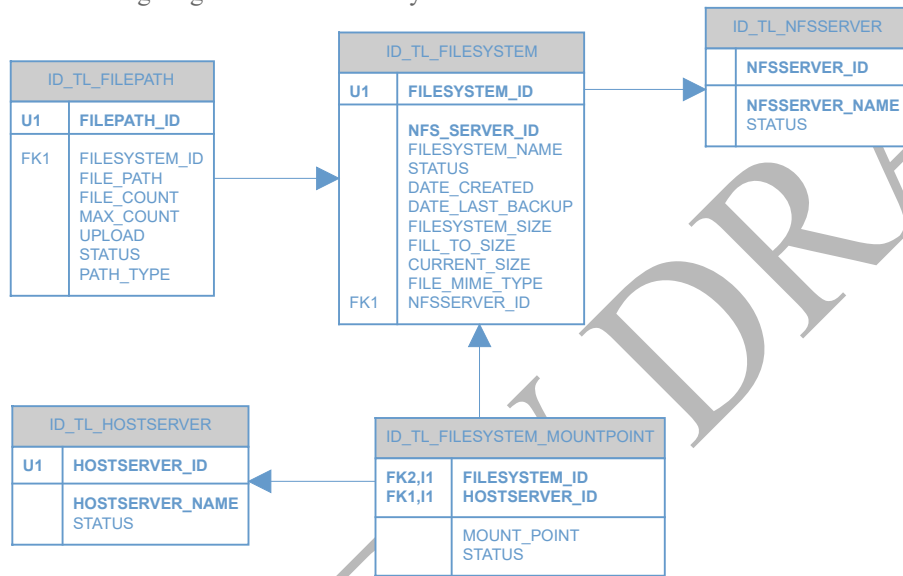 ID_TL_FILEPATH
U1 FILEPATH_ID
FK1 FILESYSTEM_ID
FILE_PATH
FILE_COUNT
MAX_COUNT
UPLOAD
STATUS
PATH_TYPE
ID_TL_FILESYSTEM
U1 FILESYSTEM_ID
NFS_SERVER_ID
FILESYSTEM_NAME
STATUS
DATE_CREATED
DATE_LAST_BACKUP
FILESYSTEM_SIZE
FILL_TO_SIZE
CURRENT_SIZE
FILE_MIME_TYPE
FK1 NFSSERVER_ID
ID_TL_NFSSERVER
NFSSERVER_ID
NFSSERVER_NAME
STATUS
ID_TL_HOSTSERVER
U1 HOSTSERVER_ID
HOSTSERVER_NAME
STATUS
ID_TL_FILESYSTEM_MOUNTPOINT
FK2,I1 FILESYSTEM_ID
FK1,I1 HOSTSERVER_ID
MOUNT_POINT
STATUS
DRA